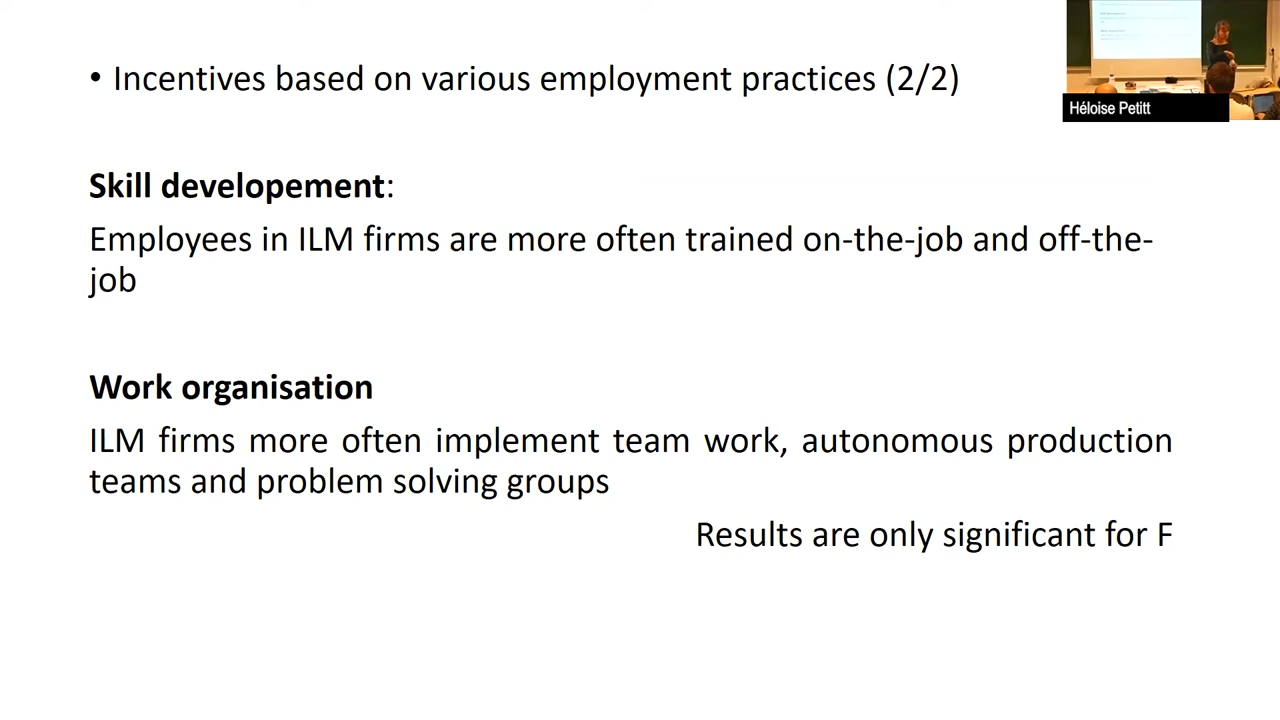 • Incentives based on various employment practices (2/2)
Héloise Petitt
Skill developement:
Employees in ILM firms are more often trained on-the-job and off-the-
job
Work organisation
ILM firms more often implement team work, autonomous production
teams and problem solving groups
Results are only significant for F